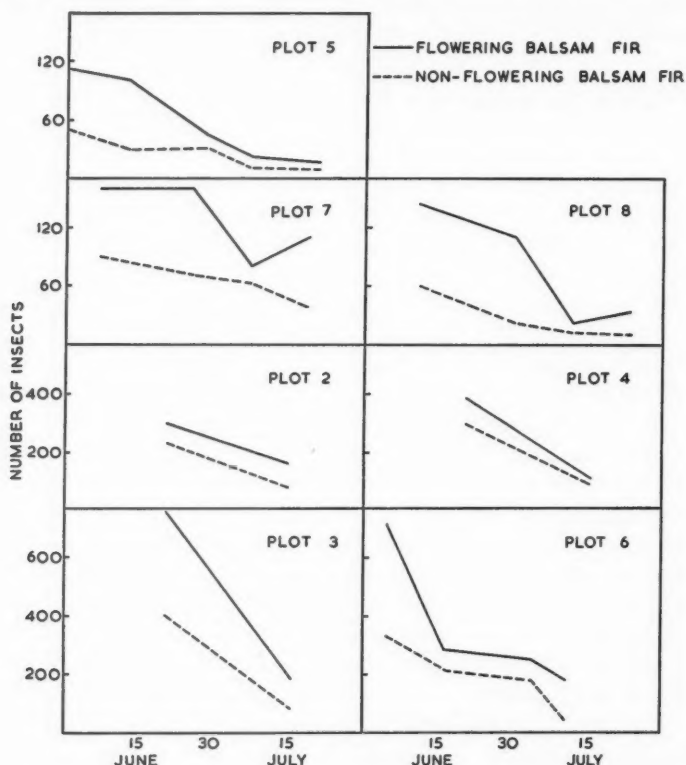 PLOT 5
FLOWERING BALSAM FIR
NON-FLOWERING BALSAM FIR
120
60
PLOT 7
PLOT 8
120
60
PLOT 2
PLOT 4
400
200
PLOT 3
PLOT 6
600
400
200
NUMBER OF INSECTS
15 30 15
JUNE JULY
15 30 15
JUNE JULY